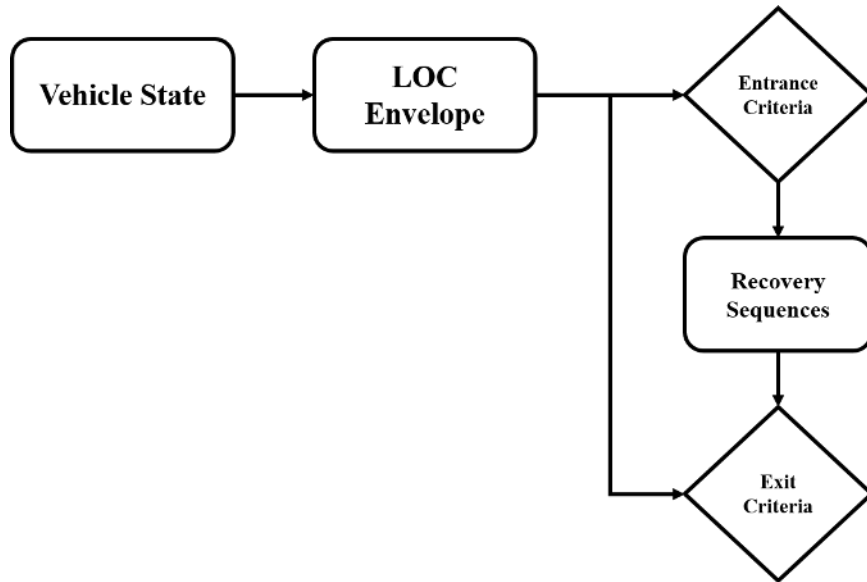 Vehicle State
LOC
Envelope
Entrance
Criteria
Recovery
Sequences
Exit
Criteria